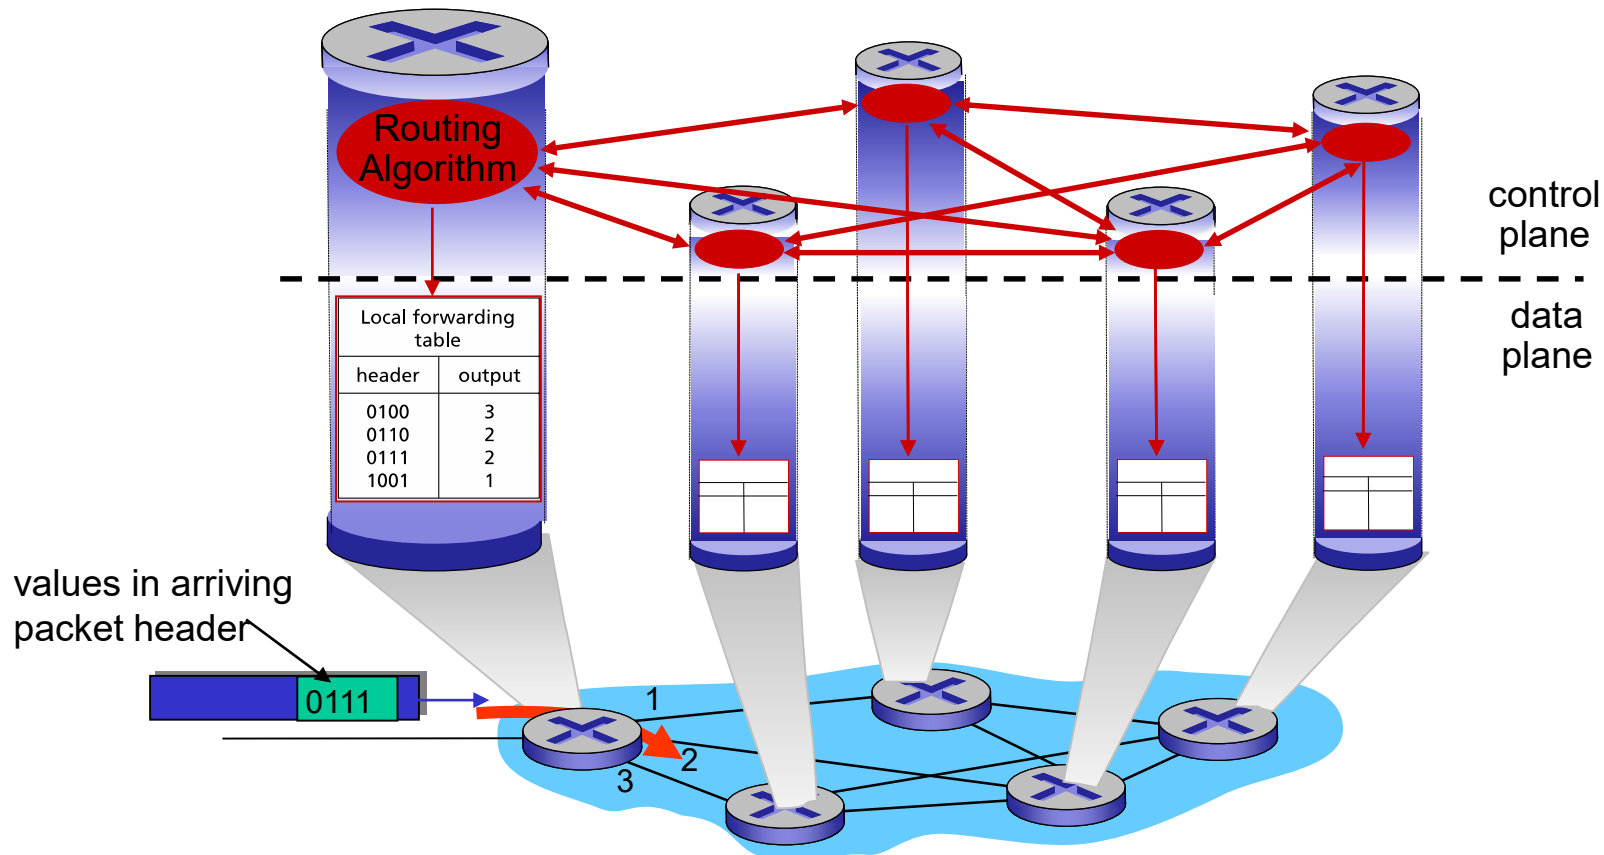 Routing
Algorithm
control
plane
data
plane
Local forwarding
table
header output
0100 3
0110 2
0111 2
1001 1
values in arriving
packet header
0111
1
2
3